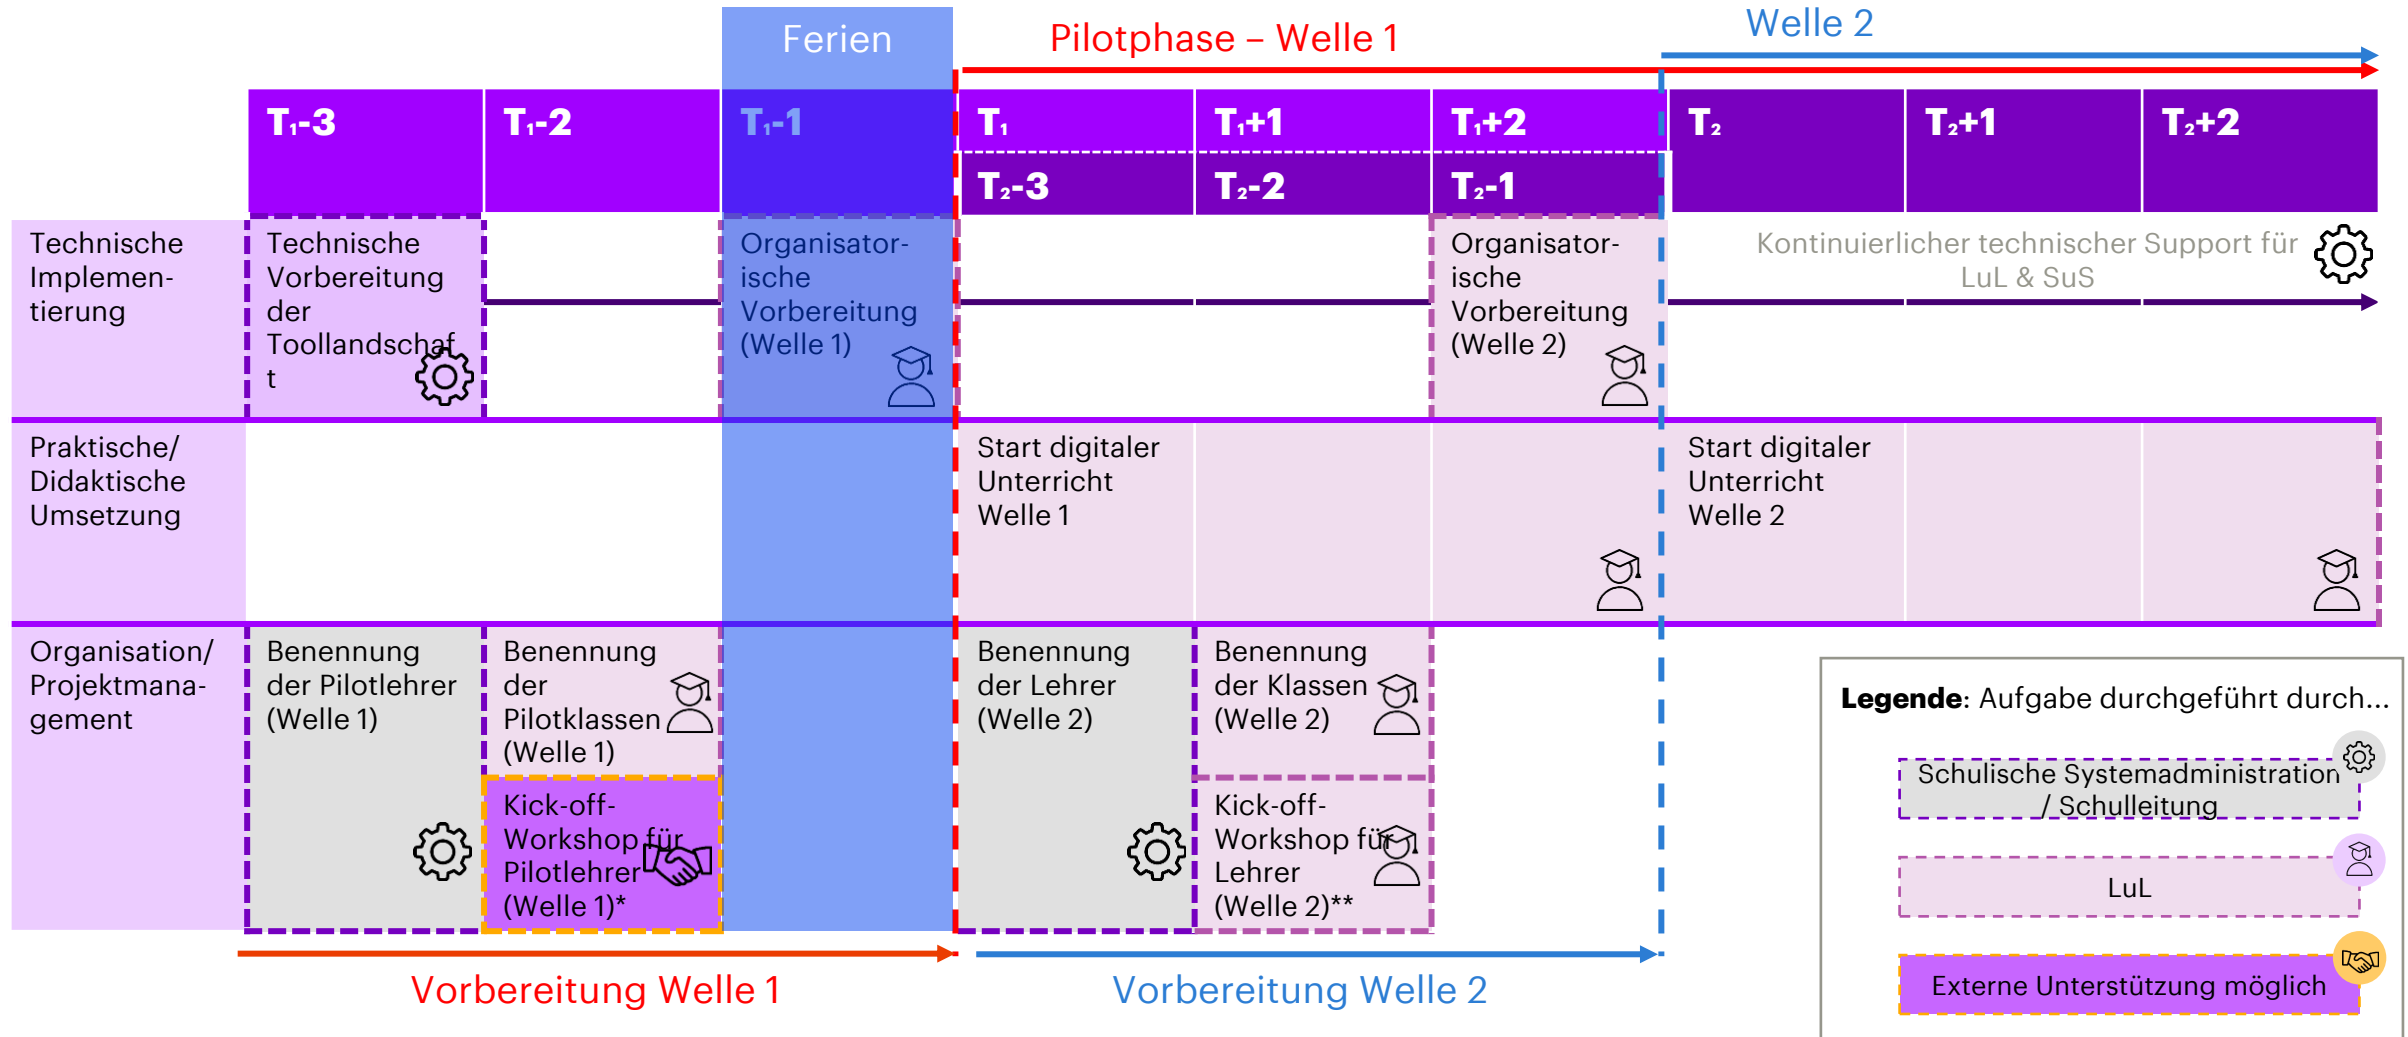 Ferien
Pilotphase – Welle 1
Welle 2
T₁-3
T₁-2
T₁-1
T₁
T₁+1
T₁+2
T₂
T₂+1
T₂+2
T₂-3
T₂-2
T₂-1
Technische
Implemen-
tierung
Technische
Vorbereitung
der
Toollandschaf
t
Organisator-
ische
Vorbereitung
(Welle 1)
Organisator-
ische
Vorbereitung
(Welle 2)
Kontinuierlicher technischer Support für
LuL & SuS
Praktische/
Didaktische
Umsetzung
Start digitaler
Unterricht
Welle 1
Start digitaler
Unterricht
Welle 2
Organisation/
Projektmana-
gement
Benennung
der Pilotlehrer
(Welle 1)
Benennung
der
Pilotklassen
(Welle 1)
Kick-off-
Workshop für
Pilotlehrer
(Welle 1)*
Benennung
der Lehrer
(Welle 2)
Benennung
der Klassen
(Welle 2)
Kick-off-
Workshop für
Lehrer
(Welle 2)**
Legende: Aufgabe durchgeführt durch...
Schulische Systemadministration
/ Schulleitung
LuL
Externe Unterstützung möglich
Vorbereitung Welle 1
Vorbereitung Welle 2